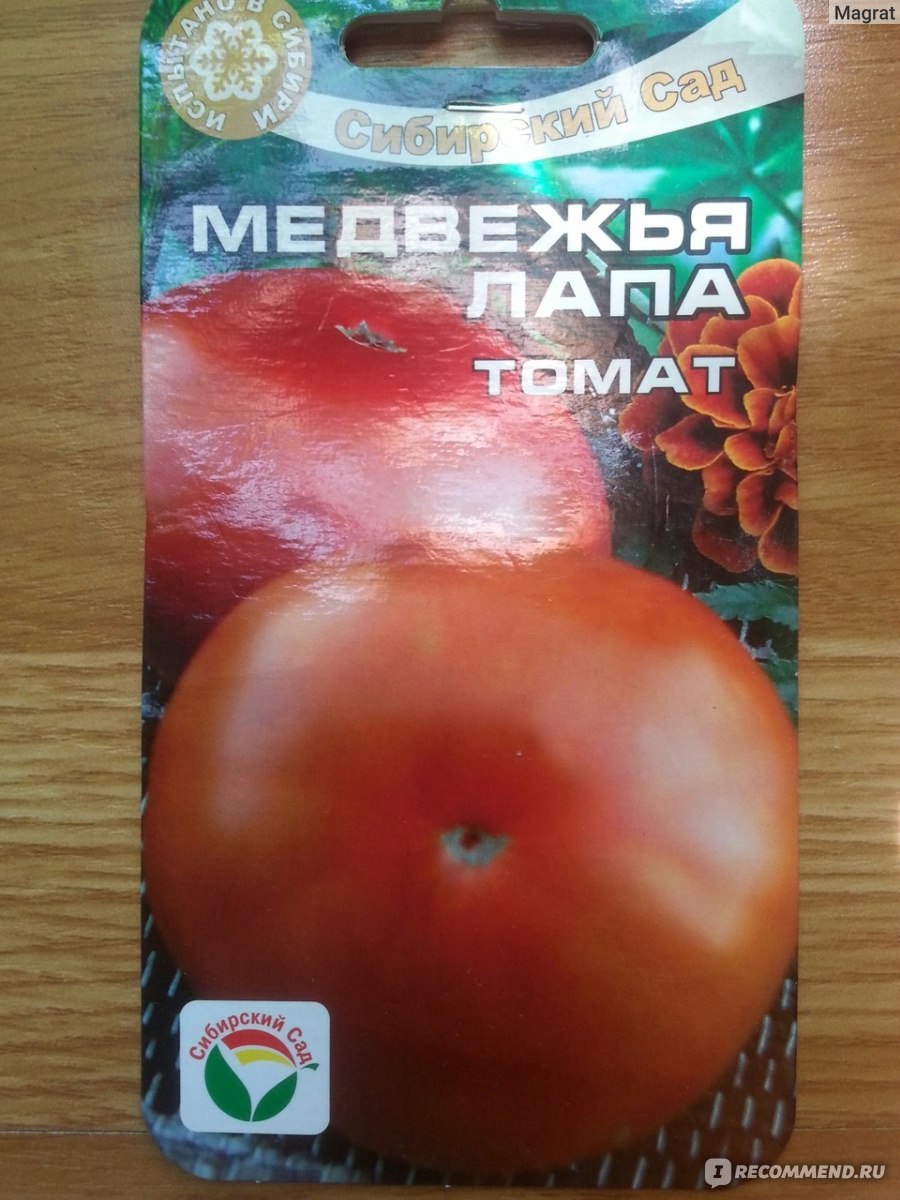 Magrat
ИСПЫТАНО В СИБИРИ
Сибирский Сад
МЕДВЕЖЬЯ
ЛАПА
ТОМАТ
Сибирский Сад
I RECOMMEND.RU